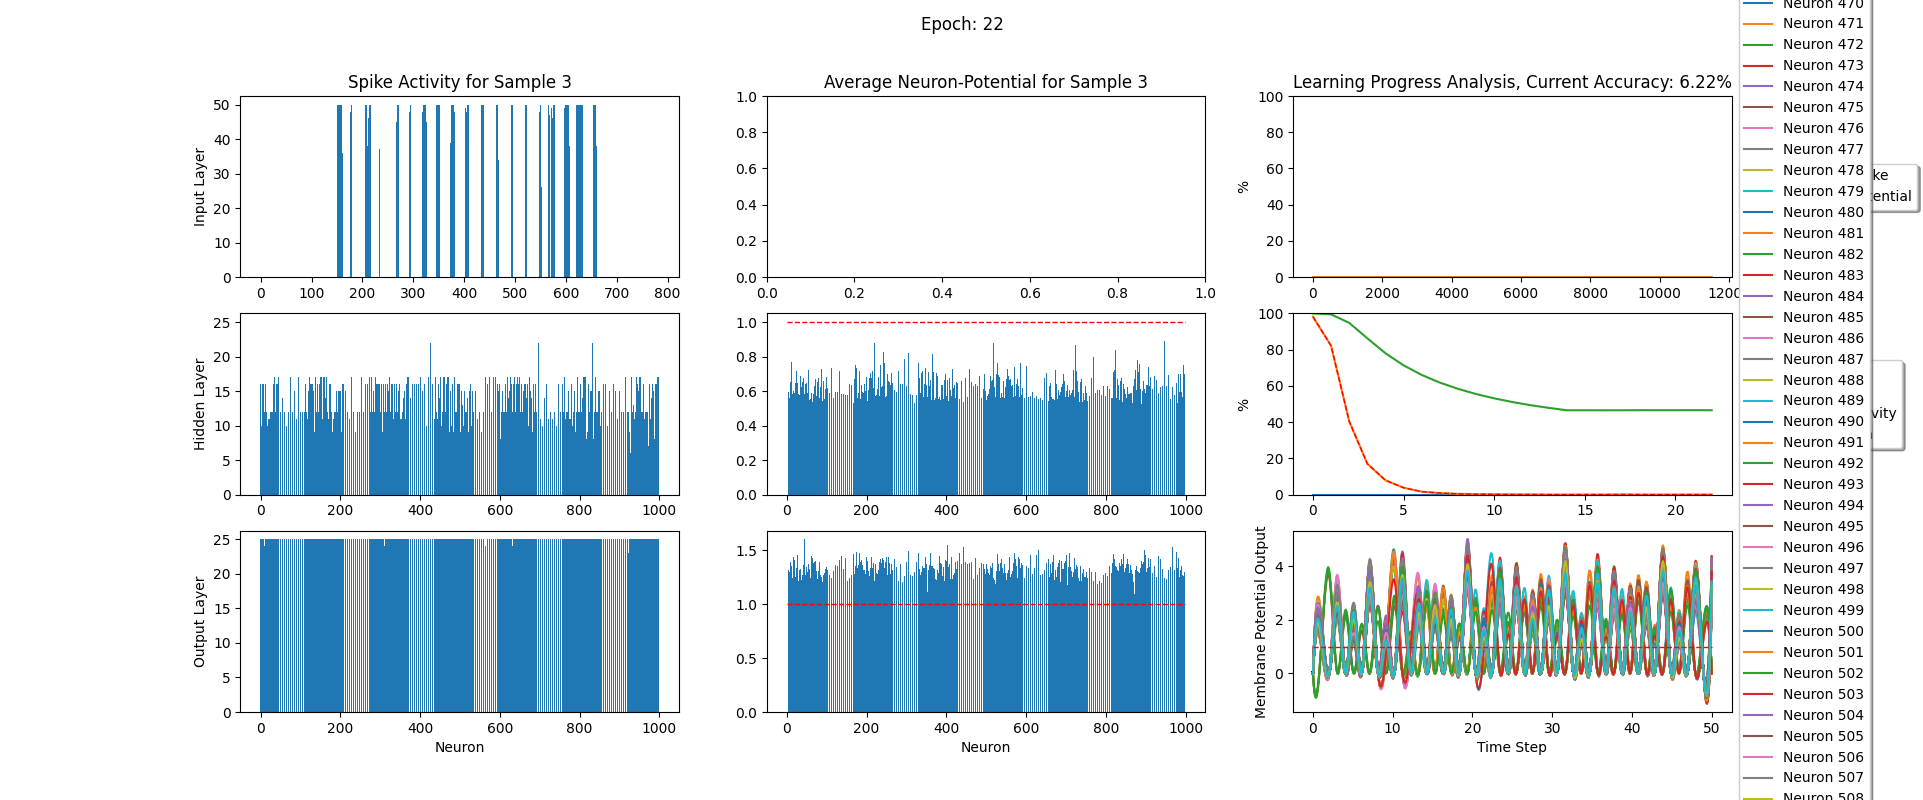 Epoch: 22
Spike Activity for Sample 3
Input Layer
50
40
30
20
10
0
0 100 200 300 400 500 600 700 800
Average Neuron-Potential for Sample 3
1.0
0.8
0.6
0.4
0.2
0.0
0.0 0.2 0.4 0.6 0.8 1.0
Learning Progress Analysis, Current Accuracy: 6.22%
%
100
80
60
40
20
0
0 2000 4000 6000 8000 10000 1200
Hidden Layer
25
20
15
10
5
0
0 200 400 600 800 1000
1.0
0.8
0.6
0.4
0.2
0.0
0 200 400 600 800 1000
%
100
80
60
40
20
0
0 5 10 15 20
Output Layer
25
20
15
10
5
0
0 200 400 600 800 1000
Neuron
1.5
1.0
0.5
0.0
0 200 400 600 800 1000
Neuron
Membrane Potential Output
4
2
0
0 10 20 30 40 50
Time Step
Neuron 470
Neuron 471
Neuron 472
Neuron 473
Neuron 474
Neuron 475
Neuron 476
Neuron 477
Neuron 478
Neuron 479
Neuron 480
Neuron 481
Neuron 482
Neuron 483
Neuron 484
Neuron 485
Neuron 486
Neuron 487
Neuron 488
Neuron 489
Neuron 490
Neuron 491
Neuron 492
Neuron 493
Neuron 494
Neuron 495
Neuron 496
Neuron 497
Neuron 498
Neuron 499
Neuron 500
Neuron 501
Neuron 502
Neuron 503
Neuron 504
Neuron 505
Neuron 506
Neuron 507
Neuron 508
ke
ential
vity